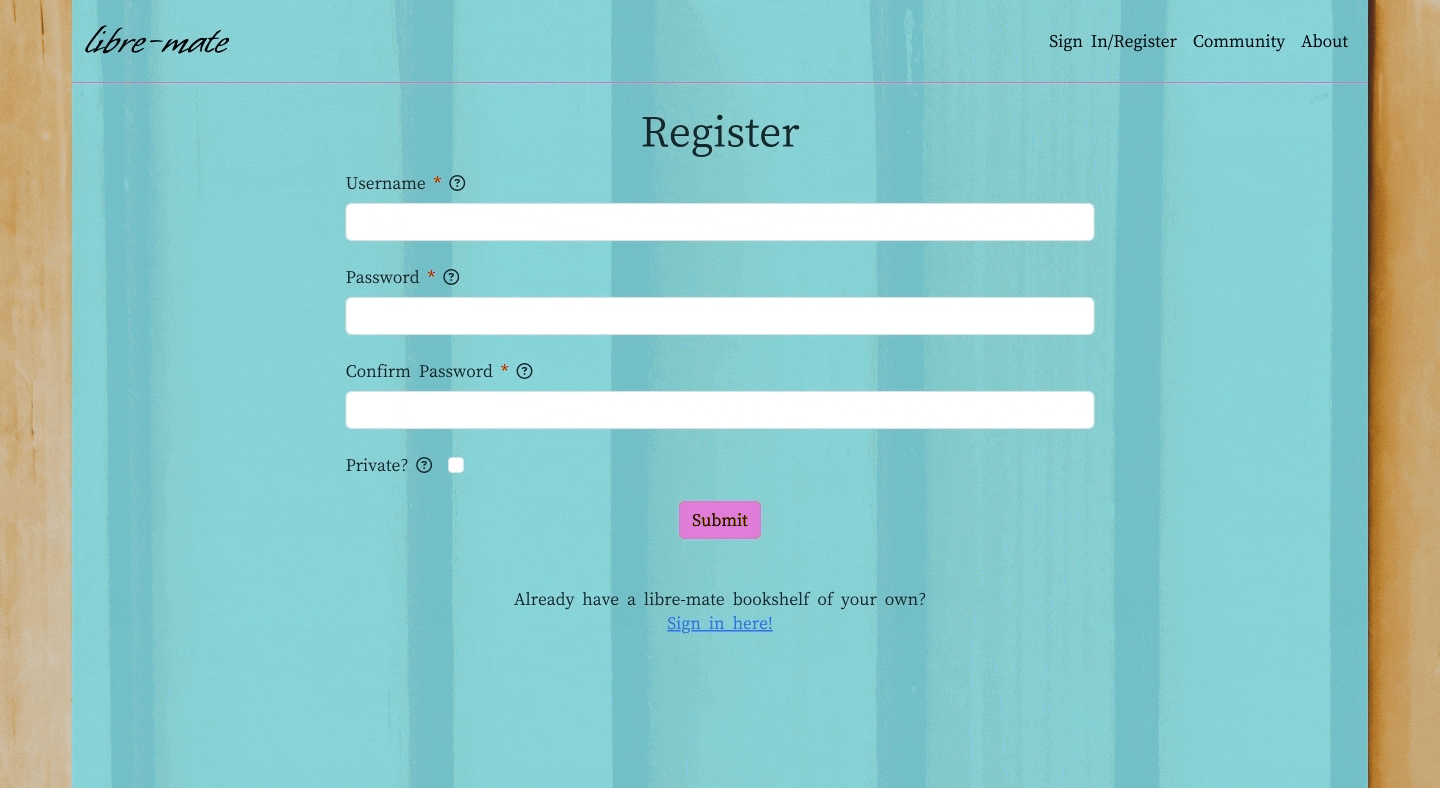 libre-mate
Sign In/Register Community About
Register
Username * ?
Password * ?
Confirm Password * ?
Private? ?
Submit
Already have a libre-mate bookshelf of your own?
Sign in here!